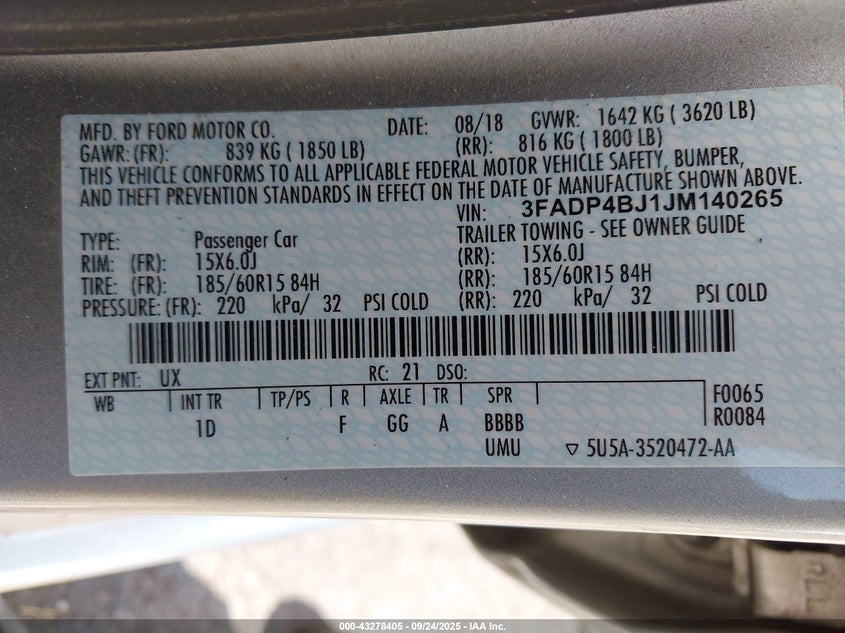 MFD. BY FORD MOTOR CO. DATE: 08/18 GVWR: 1642 KG ( 3620 LB)
GAWR: (FR): 839 KG ( 1850 LB) (RR): 816 KG ( 1800 LB)
THIS VEHICLE CONFORMS TO ALL APPLICABLE FEDERAL MOTOR VEHICLE SAFETY, BUMPER,
AND THEFT PREVENTION STANDARDS IN EFFECT ON THE DATE OF MANUFACTURE SHOWN ABOVE.
VIN: 3FADP4BJ1JM140265
TYPE: Passenger Car TRAILER TOWING - SEE OWNER GUIDE
RIM: (FR): 15X6.0J (RR): 15X6.0J
TIRE: (FR): 185/60R15 84H (RR): 185/60R15 84H
PRESSURE: (FR): 220 kPa/ 32 PSI COLD (RR): 220 kPa/ 32 PSI COLD
EXT PNT: UX RC: 21 DSO:
WB INT TR TP/PS R AXLE TR SPR F0065
1D F GG A BBBB R0084
UMU ▽ 5U5A-3520472-AA
000-43278405 - 09/24/2025 - IAA Inc.